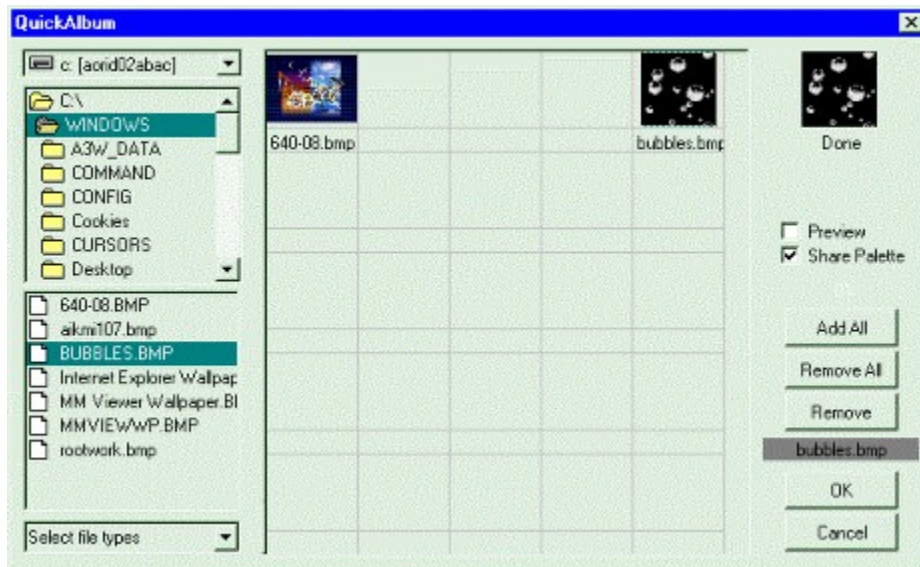 QuickAlbum
c: [aorid02abac]
C:\
WINDOWS
A3W_DATA
COMMAND
CONFIG
Cookies
CURSORS
Desktop
640-08.BMP
aikmi107.bmp
BUBBLES.BMP
Internet Explorer Wallpap
MM Viewer Wallpaper.BI
MMVIEWWP.BMP
rootwork.bmp
Select file types
640-08.bmp
bubbles.bmp
Done
Preview
Share Palette
Add All
Remove All
Remove
bubbles.bmp
OK
Cancel